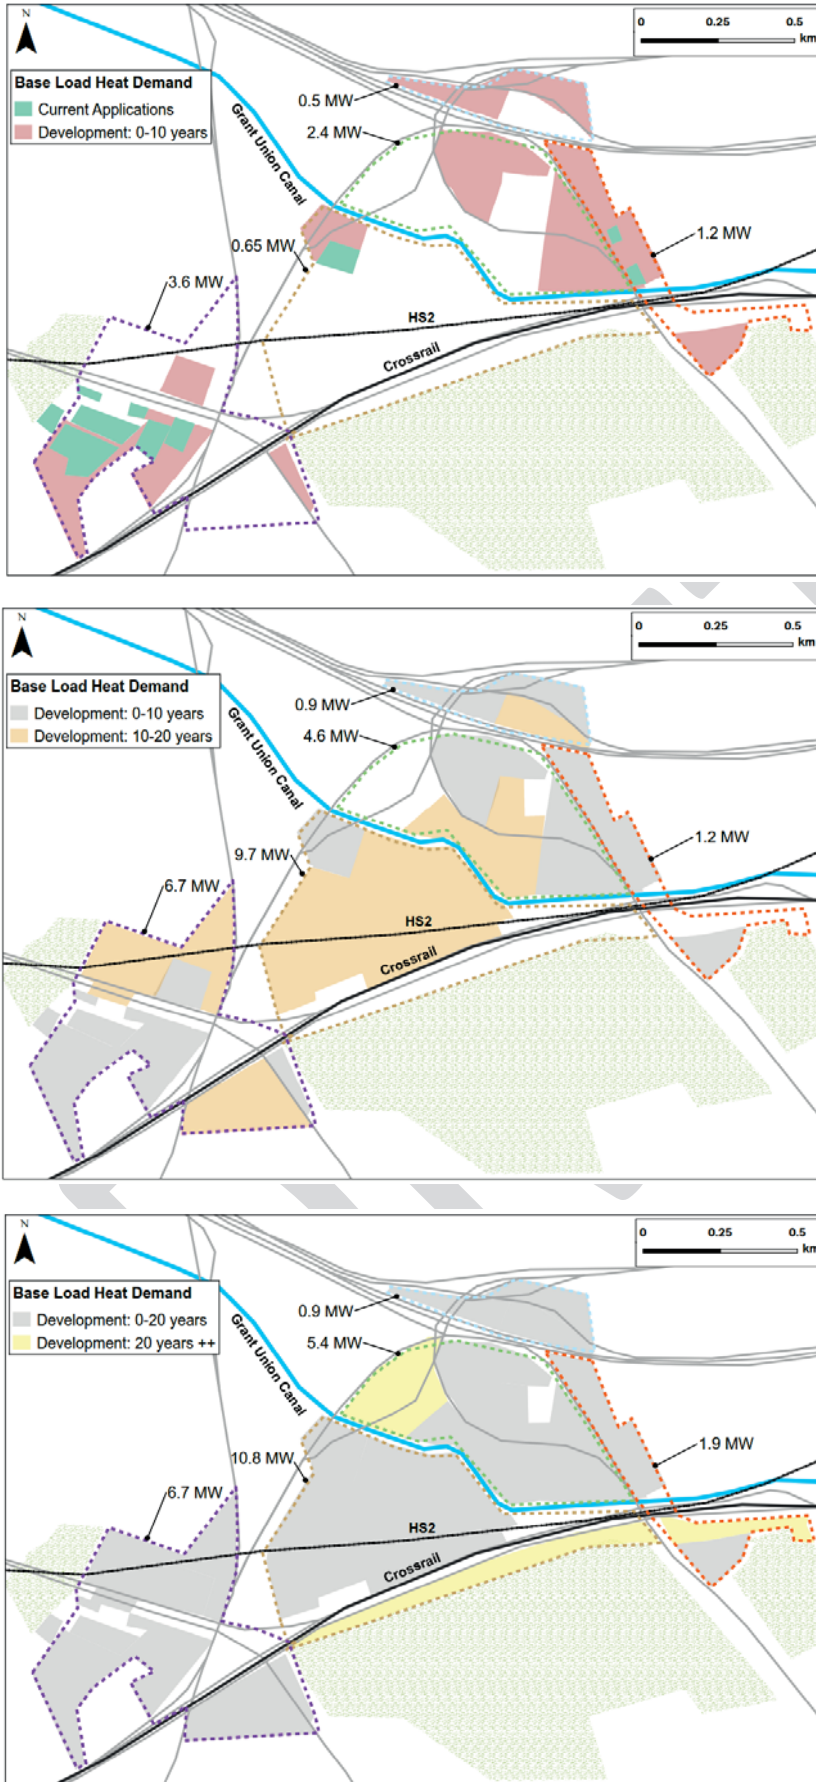 N
0 0.25 0.5
km
Base Load Heat Demand
Current Applications
Development: 0-10 years
Grant Union Canal
0.5 MW
2.4 MW
1.2 MW
0.65 MW
3.6 MW
HS2
Crossrail
N
0 0.25 0.5
km
Base Load Heat Demand
Development: 0-10 years
Development: 10-20 years
Grant Union Canal
0.9 MW
4.6 MW
1.2 MW
9.7 MW
6.7 MW
HS2
Crossrail
N
0 0.25 0.5
km
Base Load Heat Demand
Development: 0-20 years
Development: 20 years ++
Grant Union Canal
0.9 MW
5.4 MW
1.9 MW
10.8 MW
6.7 MW
HS2
Crossrail